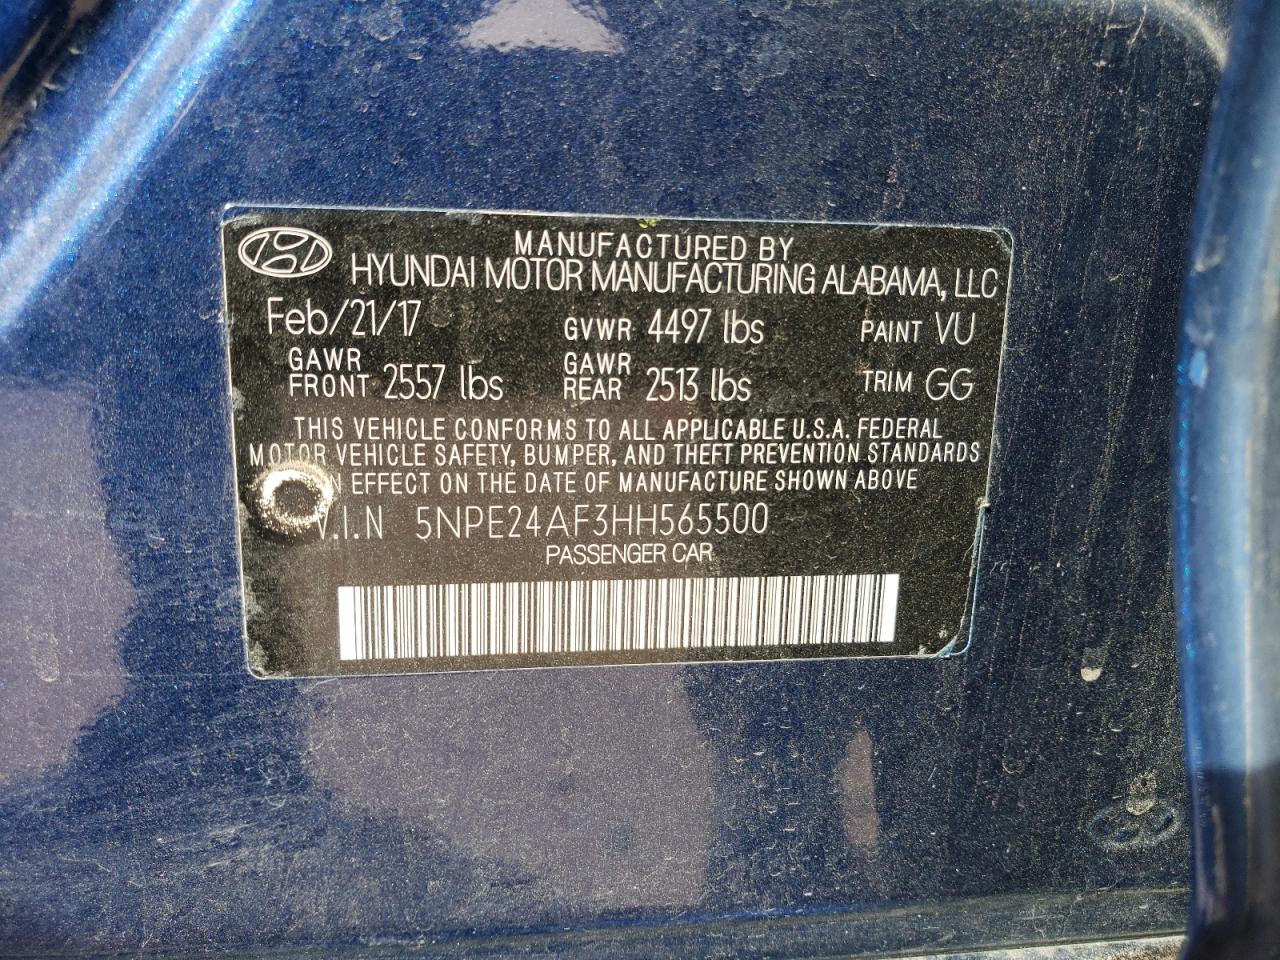 MANUFACTURED BY
HYUNDAI MOTOR MANUFACTURING ALABAMA, LLC
Feb/21/17 GVWR 4497 lbs PAINT VU
GAWR FRONT 2557 lbs GAWR REAR 2513 lbs TRIM GG
THIS VEHICLE CONFORMS TO ALL APPLICABLE U.S.A. FEDERAL
MOTOR VEHICLE SAFETY, BUMPER, AND THEFT PREVENTION STANDARDS
IN EFFECT ON THE DATE OF MANUFACTURE SHOWN ABOVE
V.I.N 5NPE24AF3HH565500
PASSENGER CAR